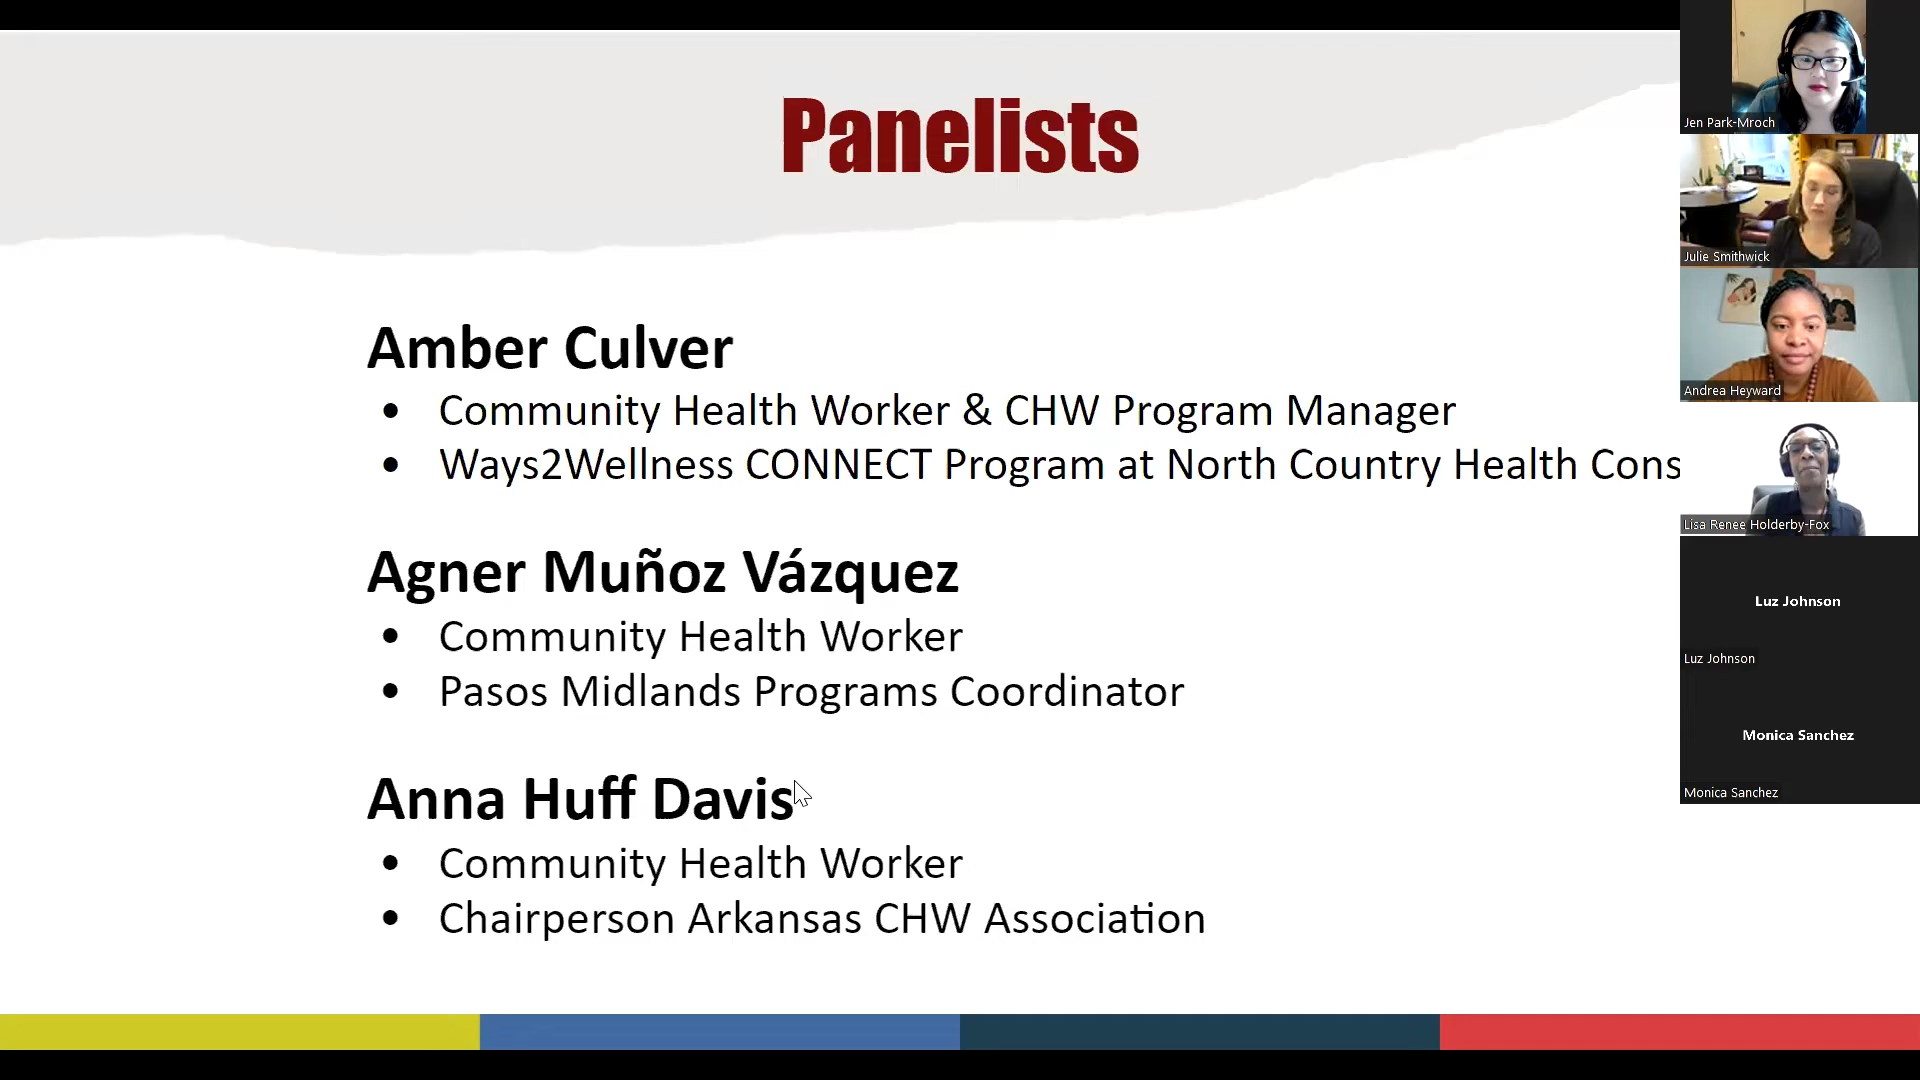 Panelists
Amber Culver
• Community Health Worker & CHW Program Manager
• Ways2Wellness CONNECT Program at North Country Health Cons
Agner Muñoz Vázquez
• Community Health Worker
• Pasos Midlands Programs Coordinator
Anna Huff Davis
• Community Health Worker
• Chairperson Arkansas CHW Association
Jen Park-Mroch
Julie Smithwick
Andrea Heyward
Lisa Renee Holderby-Fox
Luz Johnson
Luz Johnson
Monica Sanchez
Monica Sanchez